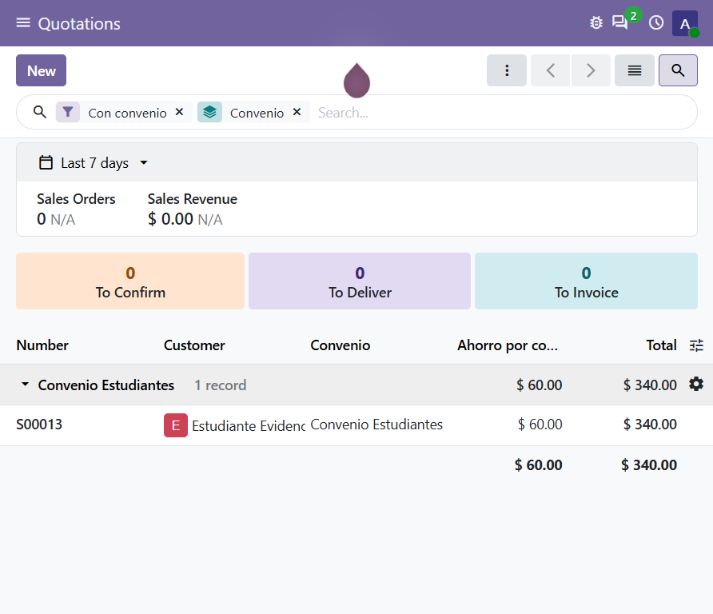 Quotations
2
A
New
Con convenio
Convenio
Search...
Last 7 days
Sales Orders
Sales Revenue
0 N/A
$ 0.00 N/A
0
To Confirm
0
To Deliver
0
To Invoice
Number Customer Convenio Ahorro por co... Total
Convenio Estudiantes 1 record $ 60.00 $ 340.00
S00013 E Estudiante Evidenc Convenio Estudiantes $ 60.00 $ 340.00
$ 60.00 $ 340.00